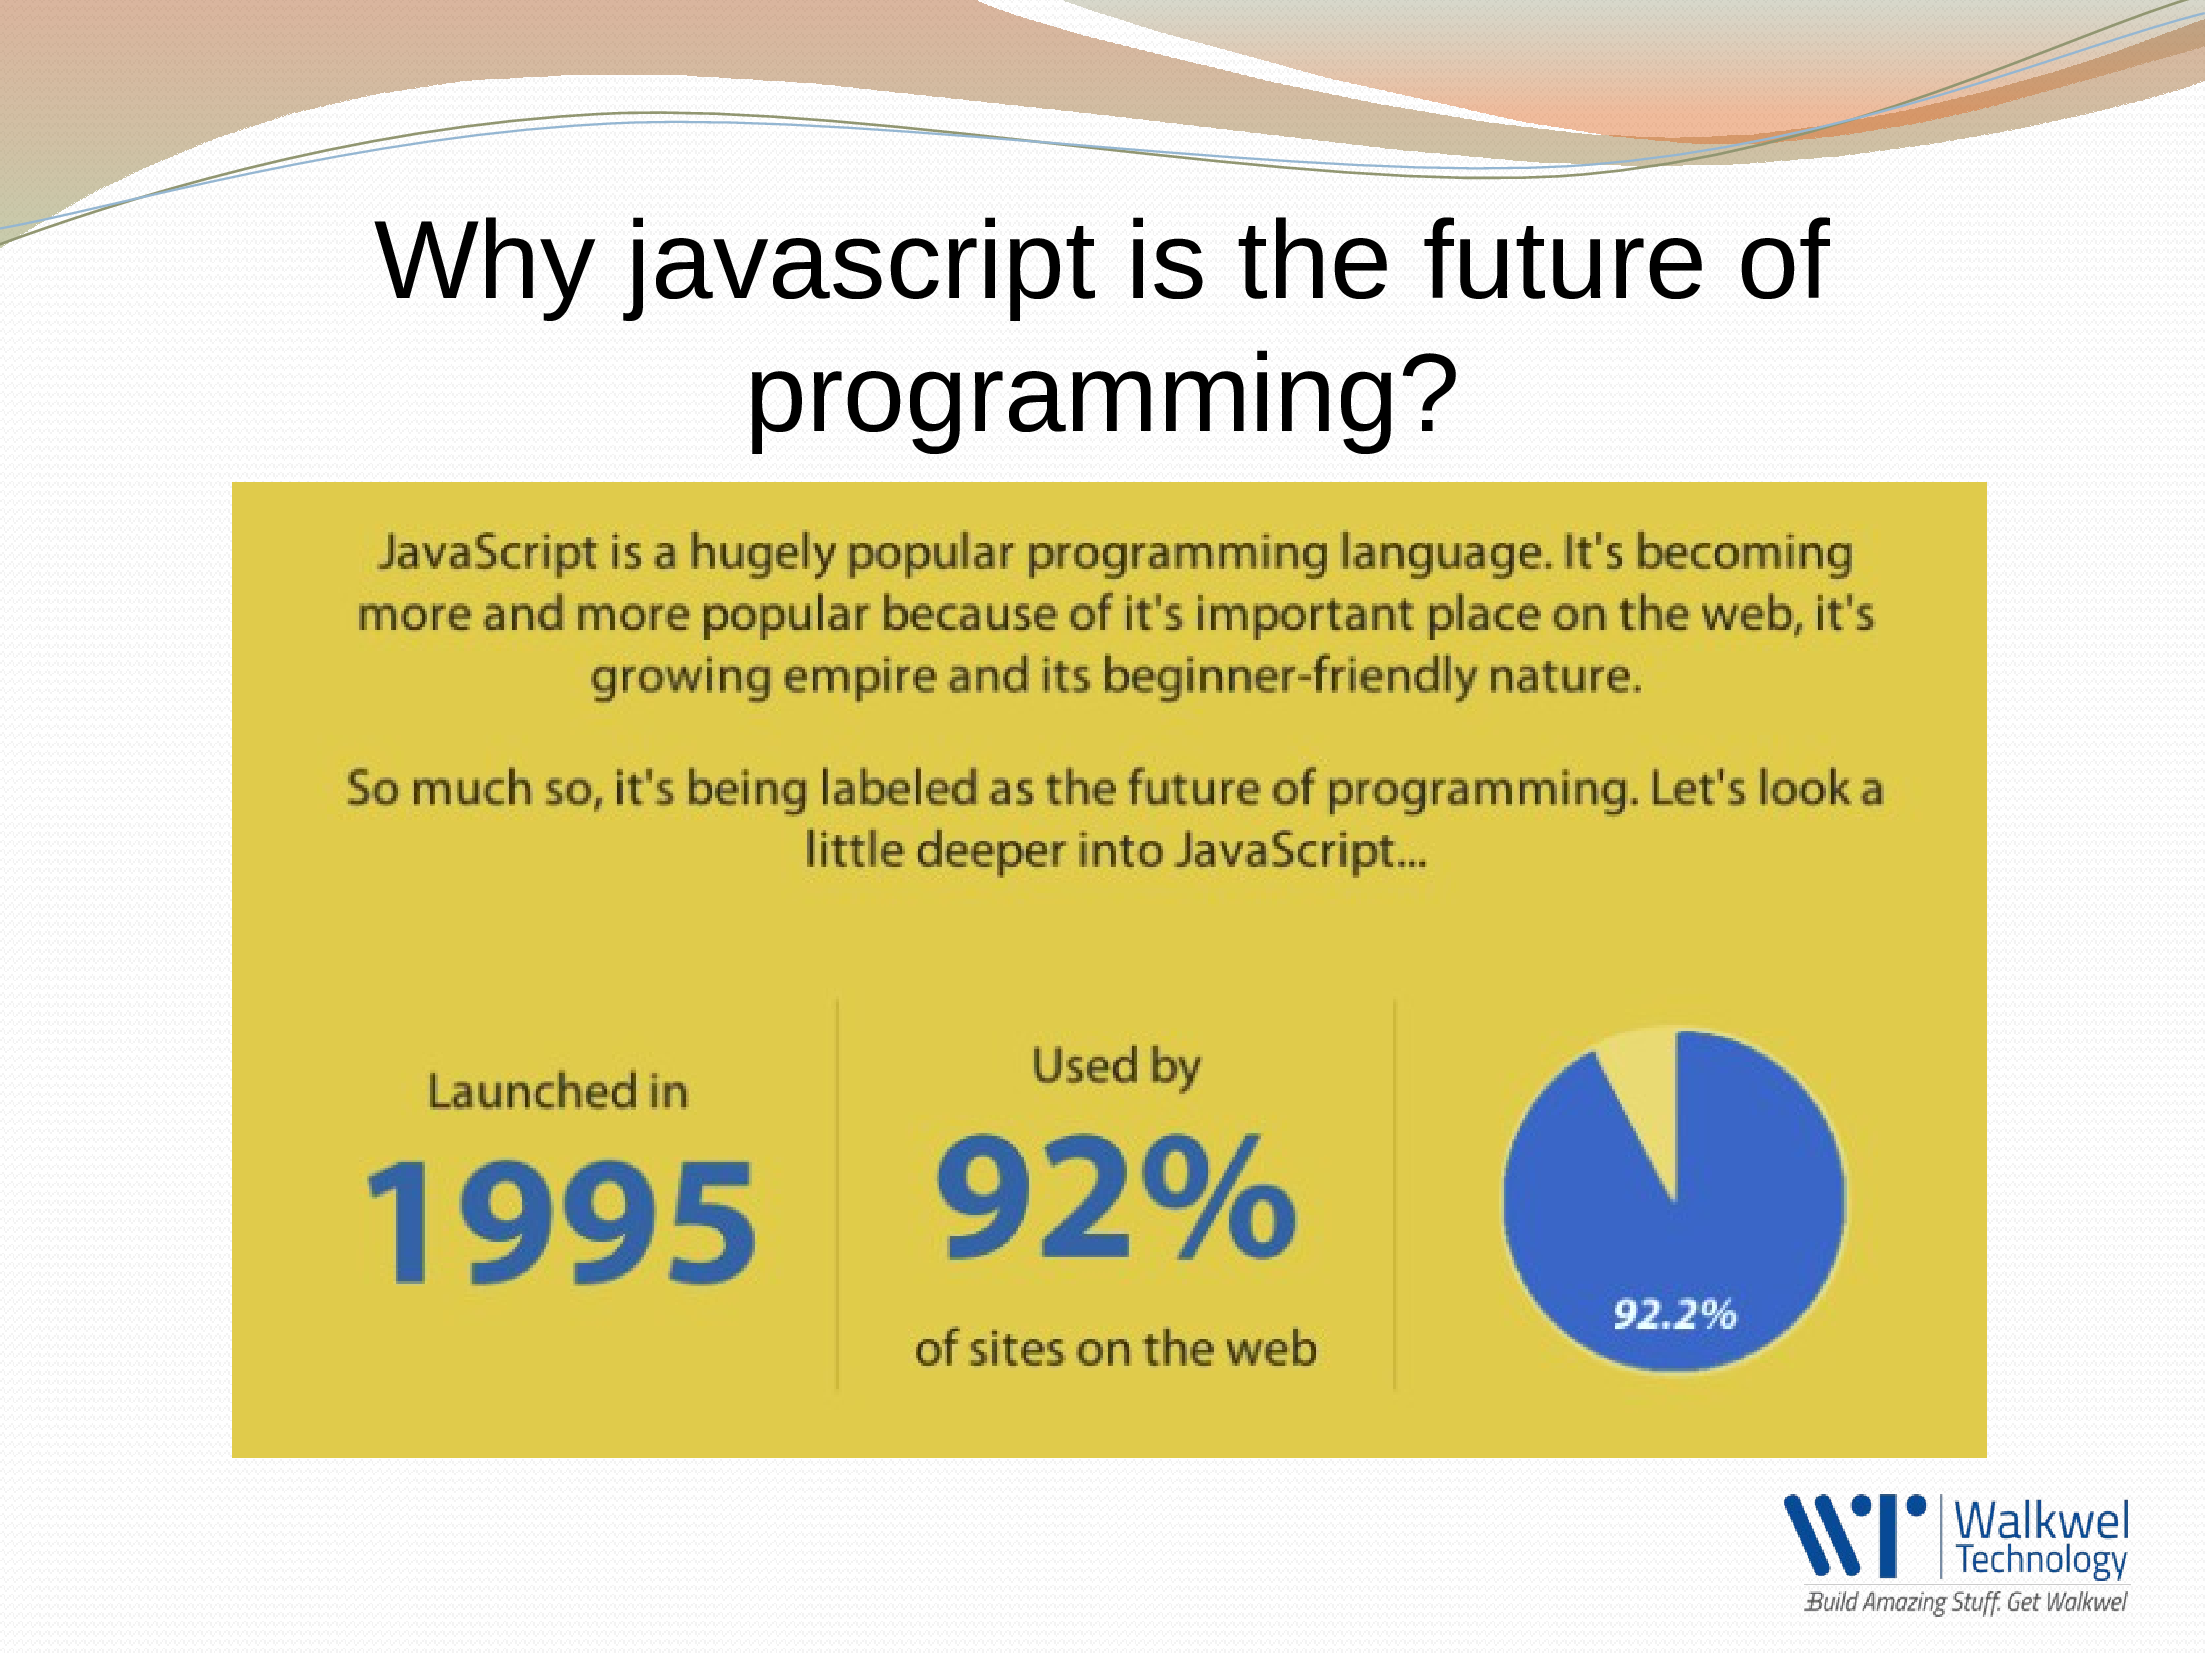 Why javascript is the future of
programming?
JavaScript is a hugely popular programming language. It's becoming
more and more popular because of it's important place on the web, it's
growing empire and its beginner-friendly nature.
So much so, it's being labeled as the future of programming. Let's look a
little deeper into JavaScript...
Launched in
1995
Used by
92%
of sites on the web
92.2%
WT
Walkwel
Technology
Build Amazing Stuff. Get Walkwel